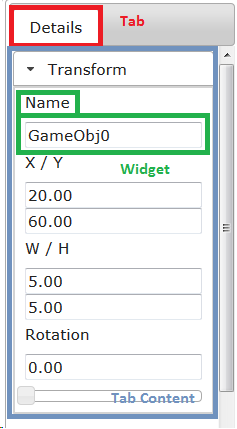 Details Tab
Transform
Name
GameObj0
X / Y
Widget
20.00
60.00
W / H
5.00
5.00
Rotation
0.00
Tab Content